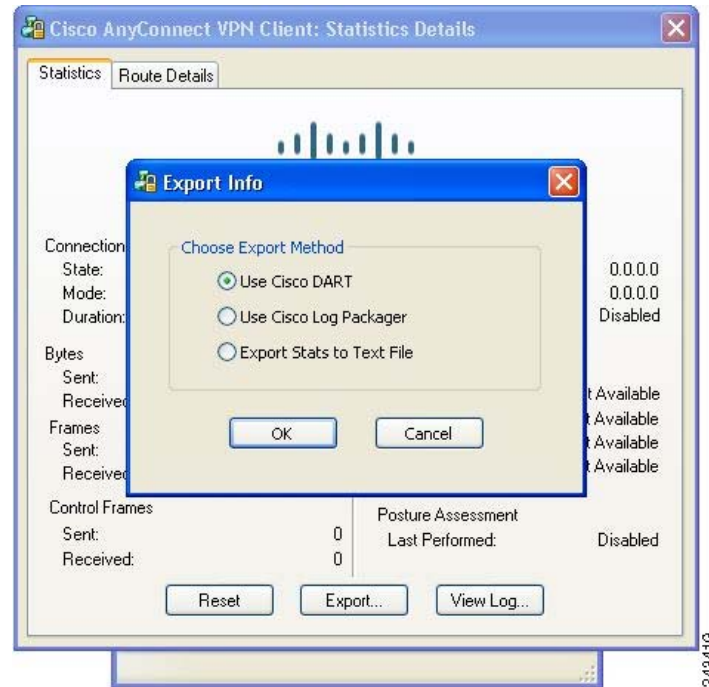 Cisco AnyConnect VPN Client: Statistics Details
Statistics
Route Details
Export Info
Choose Export Method
Use Cisco DART
Use Cisco Log Packager
Export Stats to Text File
OK
Cancel
Connection
State:
0.0.0.0
Mode:
0.0.0.0
Duration:
Disabled
Bytes
Sent:
Received
t Available
Frames
t Available
Sent:
t Available
Received
t Available
Control Frames
Sent: 0
Received: 0
Posture Assessment
Last Performed: Disabled
Reset
Export...
View Log...